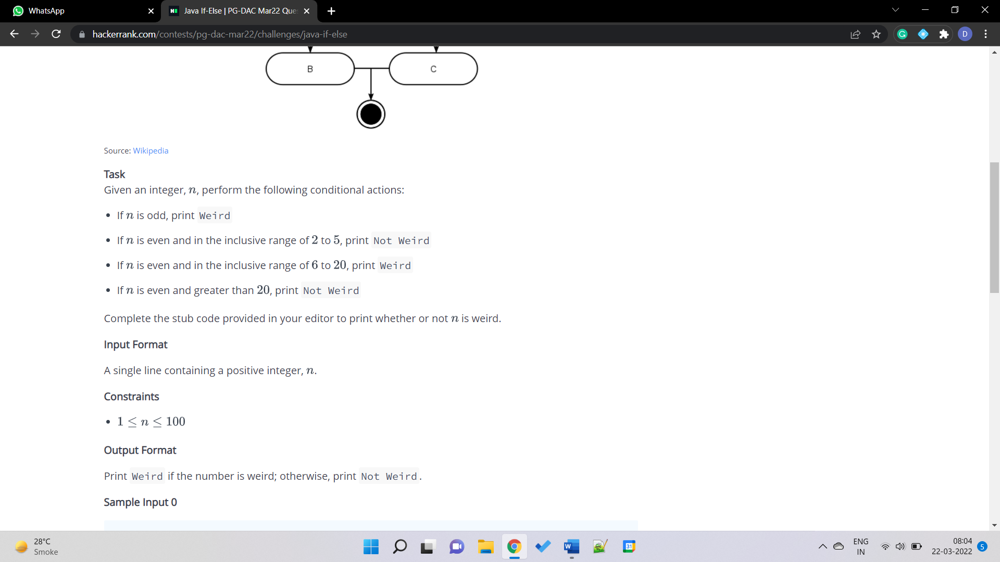 WhatsApp
Java If-Else | PG-DAC Mar22 Que
hackerrank.com/contests/pg-dac-mar22/challenges/java-if-else
D
B
C
Source: Wikipedia
Task
Given an integer, n, perform the following conditional actions:
• If n is odd, print Weird
• If n is even and in the inclusive range of 2 to 5, print Not Weird
• If n is even and in the inclusive range of 6 to 20, print Weird
• If n is even and greater than 20, print Not Weird
Complete the stub code provided in your editor to print whether or not n is weird.
Input Format
A single line containing a positive integer, n.
Constraints
• 1 ≤ n ≤ 100
Output Format
Print Weird if the number is weird; otherwise, print Not Weird.
Sample Input 0
28°C
Smoke
W
31
ENG
IN
08:04
22-03-2022
5